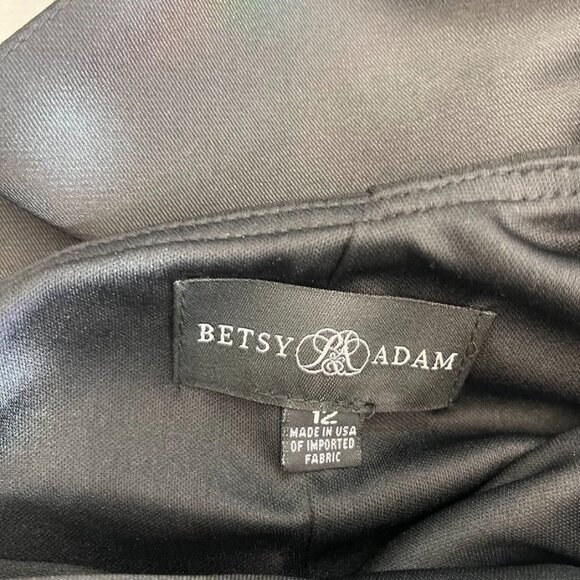 BETSY B&A ADAM
12
MADE IN USA
OF IMPORTED
FABRIC